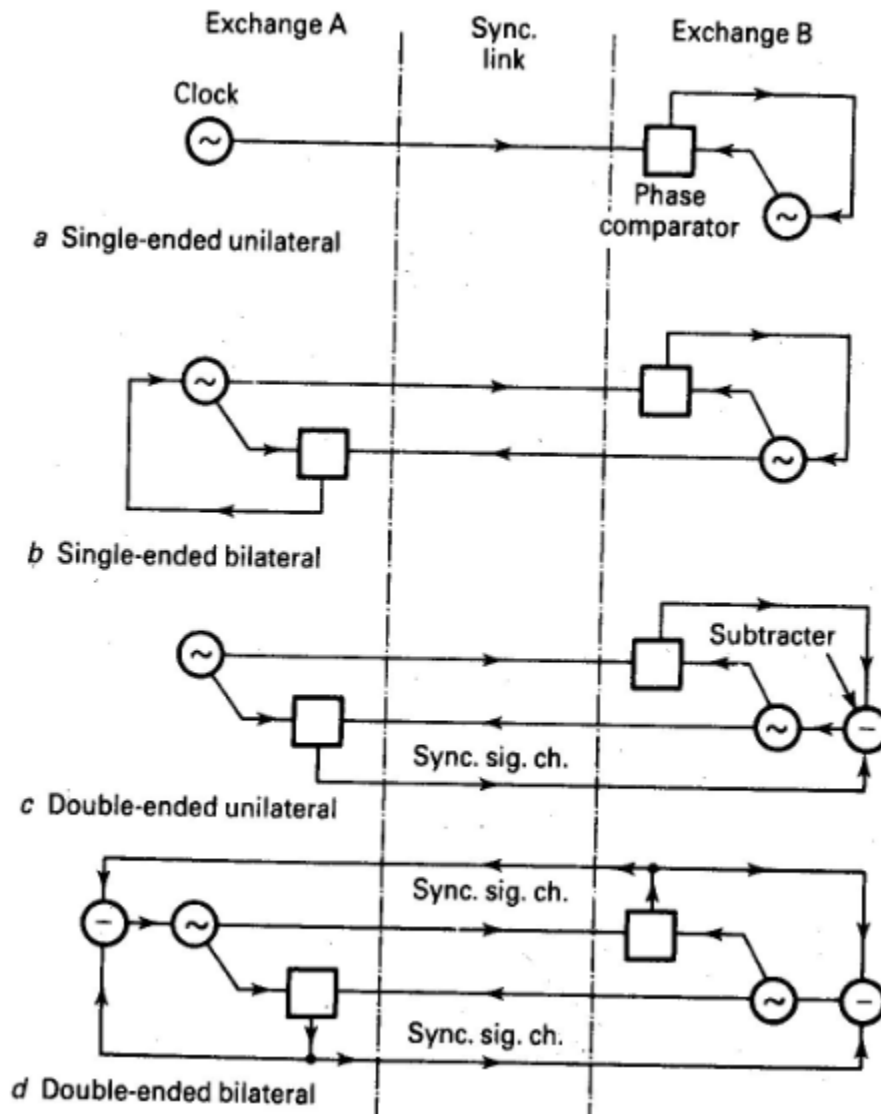 Exchange A
Sync.
link
Exchange B
Clock
~
~
Phase
comparator
a Single-ended unilateral
~
~
b Single-ended bilateral
Subtracter
~
~
−
Sync. sig. ch.
c Double-ended unilateral
Sync. sig. ch.
−
~
~
−
Sync. sig. ch.
d Double-ended bilateral